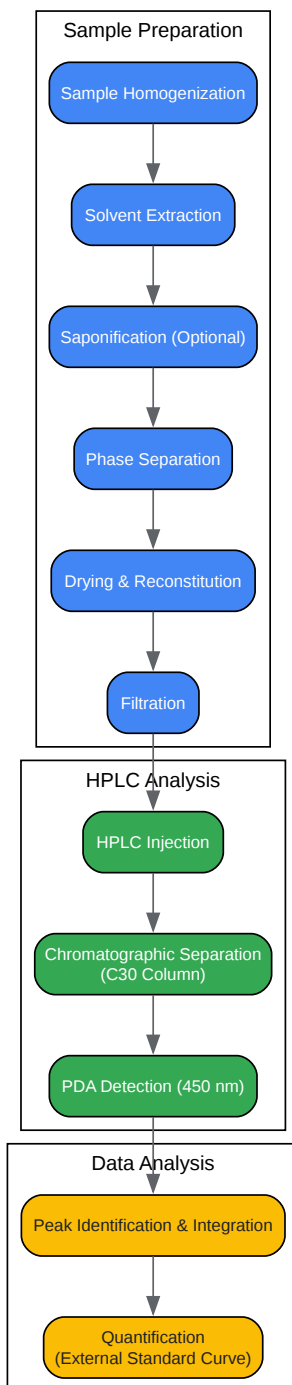 Sample Preparation
Sample Homogenization
Solvent Extraction
Saponification (Optional)
Phase Separation
Drying & Reconstitution
Filtration
HPLC Analysis
HPLC Injection
Chromatographic Separation
(C30 Column)
PDA Detection (450 nm)
Data Analysis
Peak Identification & Integration
Quantification
(External Standard Curve)